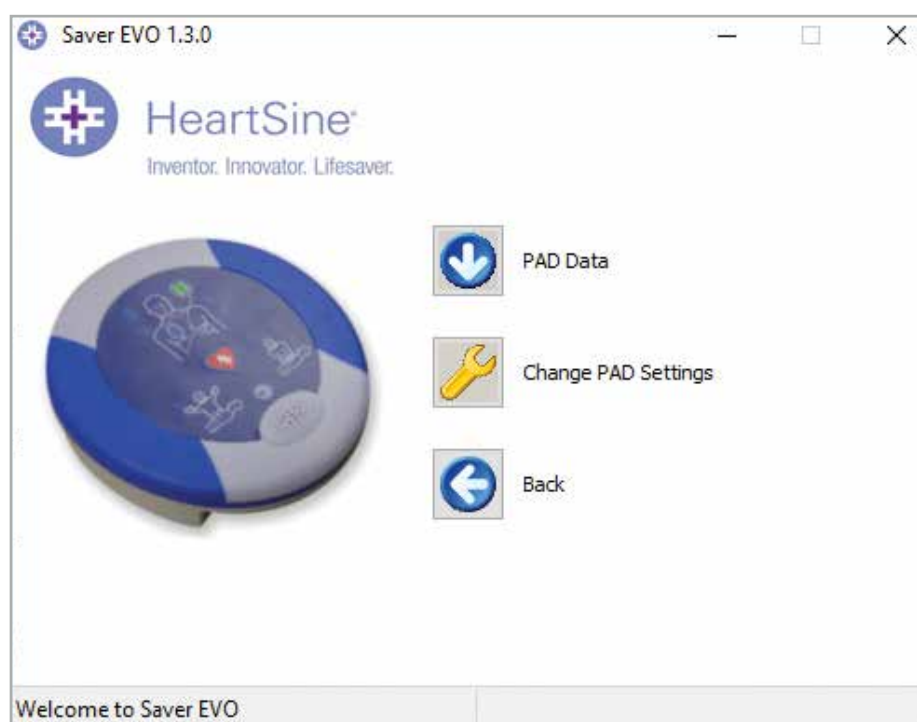 Saver EVO 1.3.0
HeartSine®
Inventor. Innovator. Lifesaver.
PAD Data
Change PAD Settings
Back
Welcome to Saver EVO